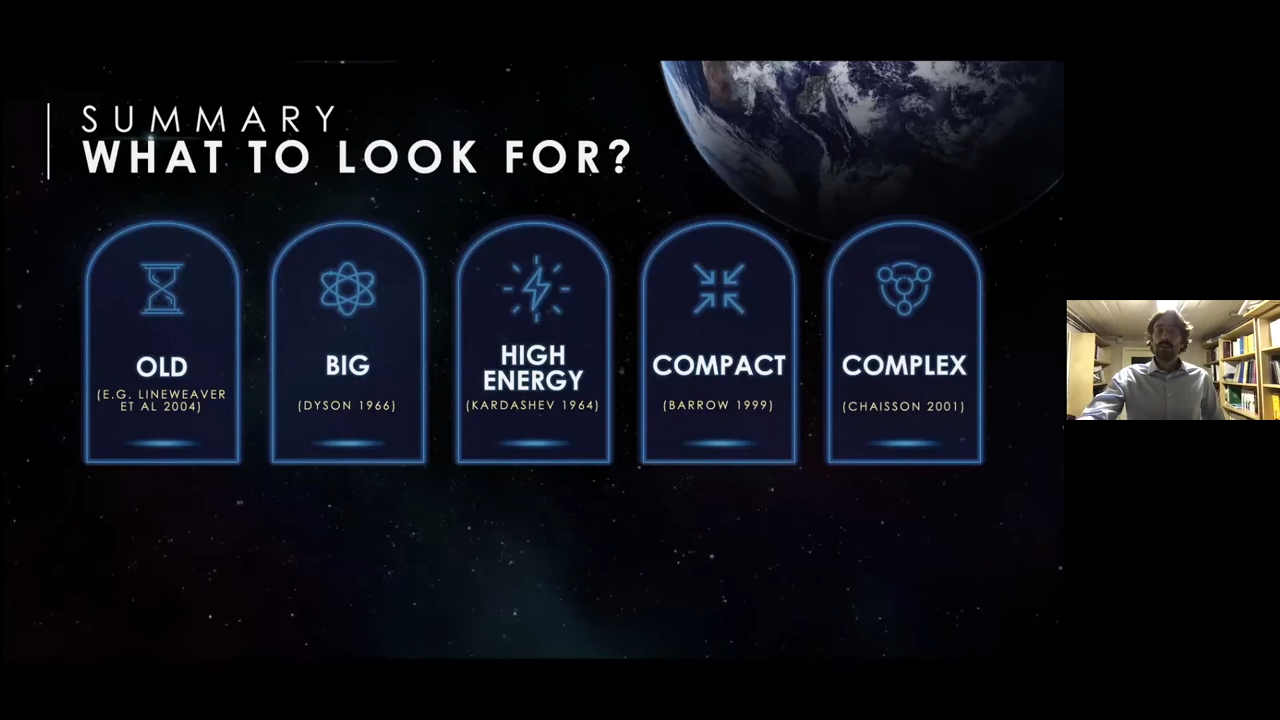 SUMMARY
WHAT TO LOOK FOR?
OLD
(E.G. LINEWEAVER
ET AL 2004)
BIG
(DYSON 1966)
HIGH
ENERGY
(KARDASHEV 1964)
COMPACT
(BARROW 1999)
COMPLEX
(CHAISSON 2001)